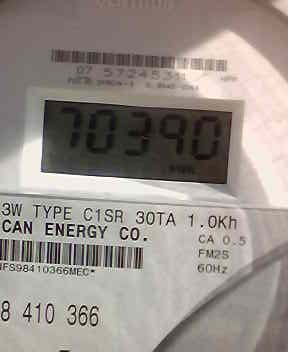 07 5724531
70390
3W TYPE C1SR 30TA 1.0Kh
CAN ENERGY CO.
CA 0.5
FM2S
60Hz
NFS98410366MEC*
8 410 366